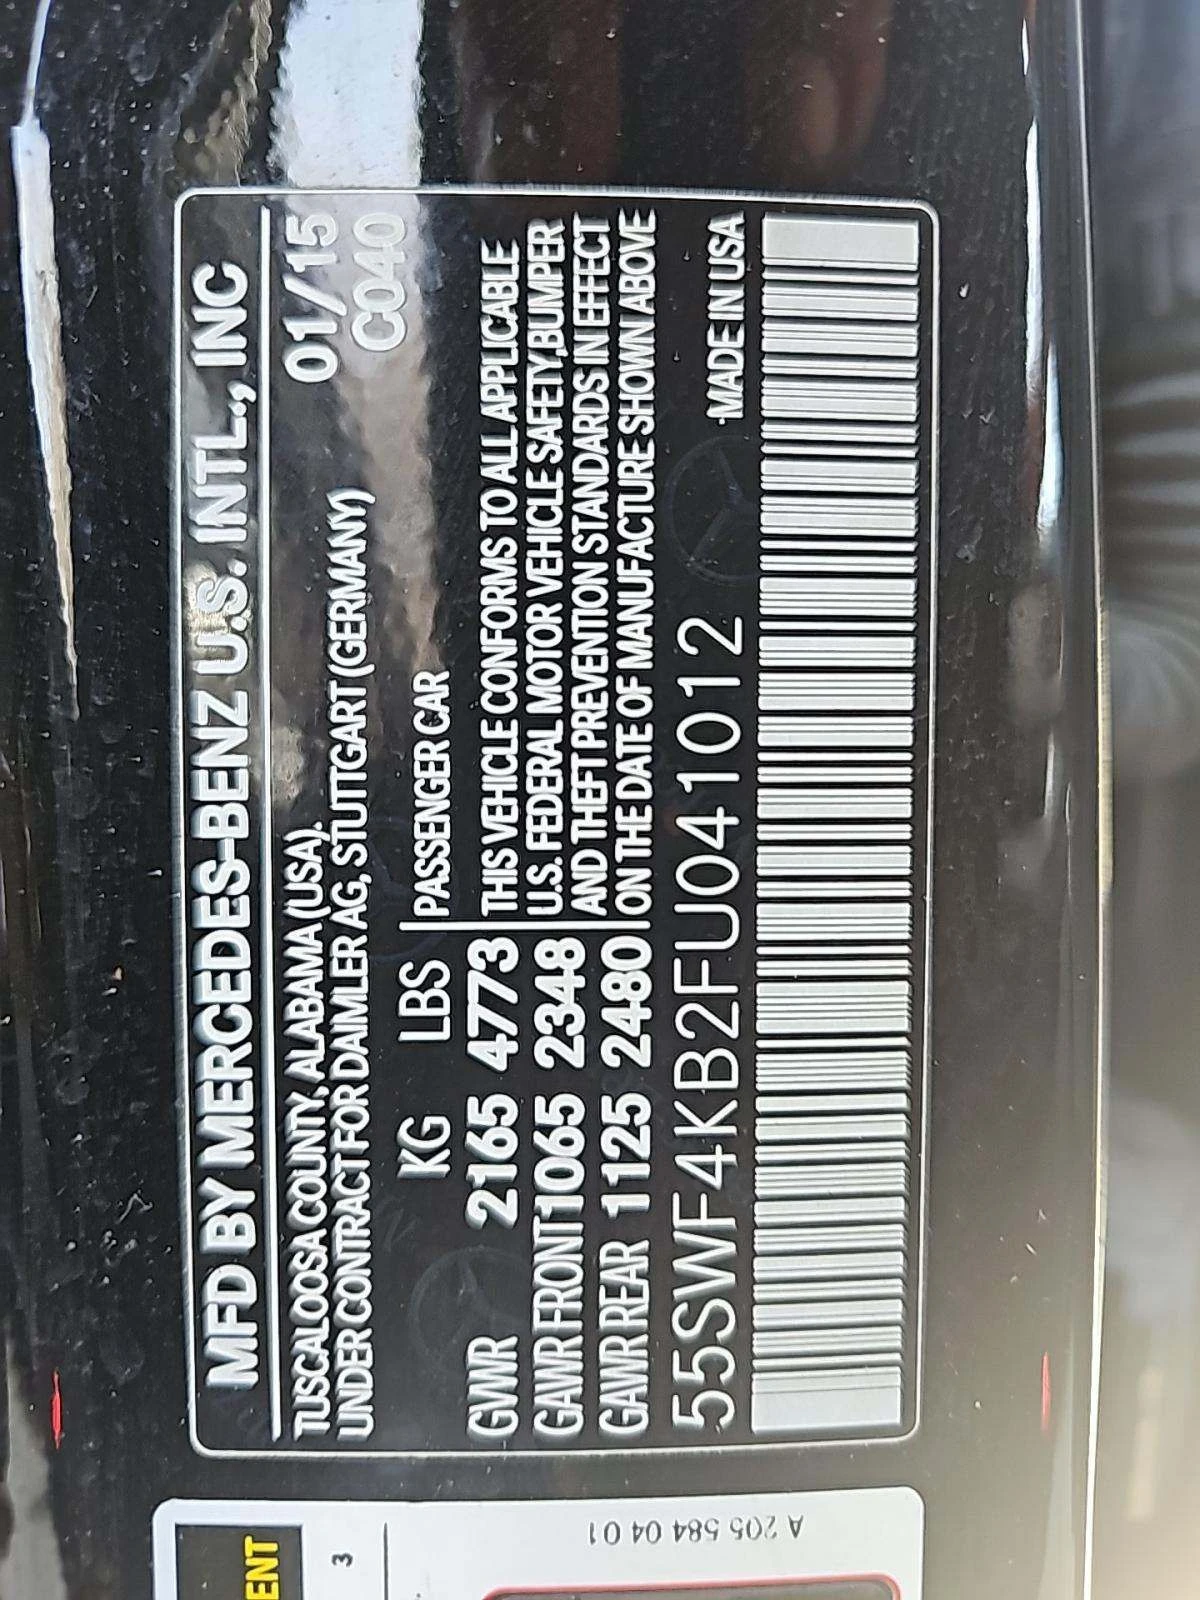 MFD BY MERCEDES-BENZ U.S. INTL., INC
TUSCALOOSA COUNTY, ALABAMA (USA). 01/15
UNDER CONTRACT FOR DAIMLER AG, STUTTGART (GERMANY) C040
KG LBS PASSENGER CAR
GVWR 2165 4773 THIS VEHICLE CONFORMS TO ALL APPLICABLE
GAWR FRONT 1065 2348 U.S. FEDERAL MOTOR VEHICLE SAFETY, BUMPER
GAWR REAR 1125 2480 AND THEFT PREVENTION STANDARDS IN EFFECT
ON THE DATE OF MANUFACTURE SHOWN ABOVE
55SWF4KB2FU041012 MADE IN USA
ENT
3
A 205 584 04 01